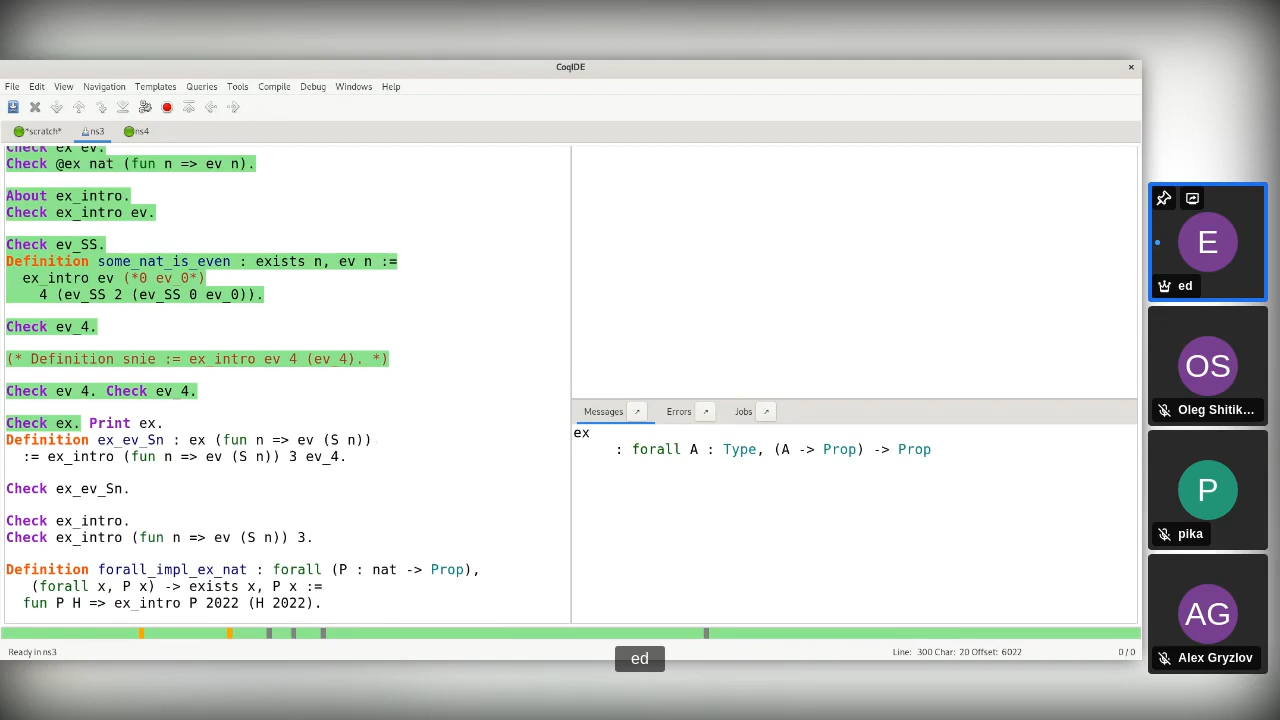 CoqIDE
×
File Edit View Navigation Templates Queries Tools Compile Debug Windows Help
*scratch* ns3 ns4
Check ex ev.
Check @ex nat (fun n => ev n).
About ex_intro.
Check ex_intro ev.
Check ev_SS.
Definition some_nat_is_even : exists n, ev n :=
ex_intro ev (*0 ev_0*)
4 (ev_SS 2 (ev_SS 0 ev_0)).
Check ev_4.
(* Definition snie := ex_intro ev 4 (ev_4). *)
Check ev 4. Check ev_4.
Check ex. Print ex.
Definition ex_ev_Sn : ex (fun n => ev (S n))
:= ex_intro (fun n => ev (S n)) 3 ev_4.
Check ex_ev_Sn.
Check ex_intro.
Check ex_intro (fun n => ev (S n)) 3.
Definition forall_impl_ex_nat : forall (P : nat -> Prop),
(forall x, P x) -> exists x, P x :=
fun P H => ex_intro P 2022 (H 2022).
Messages Errors Jobs
ex
: forall A : Type, (A -> Prop) -> Prop
Ready in ns3
Line: 300 Char: 20 Offset: 6022
0 / 0
ed
E
ed
OS
Oleg Shitik...
P
pika
AG
Alex Gryzlov